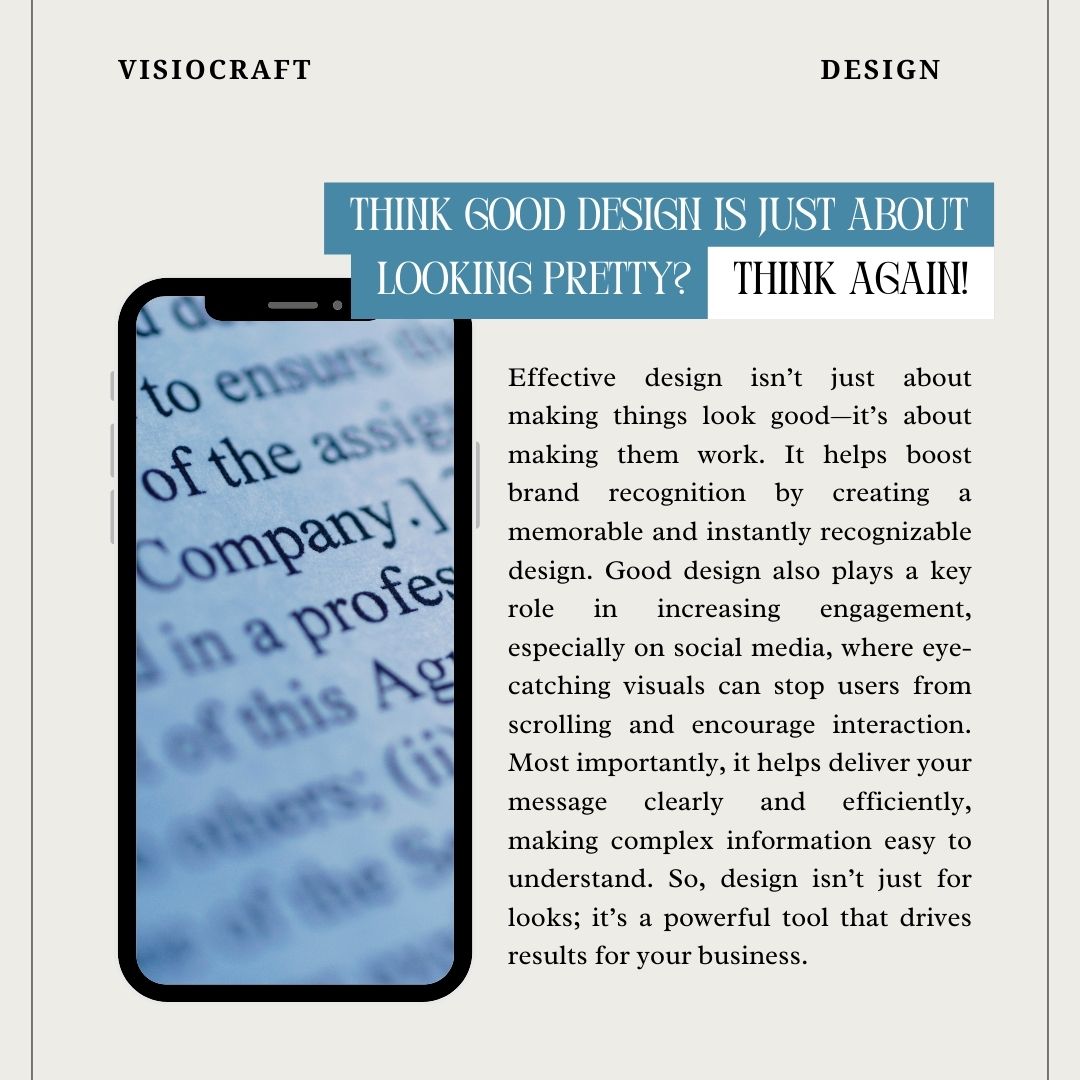 VISIOCRAFT
DESIGN
THINK GOOD DESIGN IS JUST ABOUT
LOOKING PRETTY? THINK AGAIN!
to ensure
of the assig
Company.]
in a profes
of this Ag
others; (ii)
of the S
Effective design isn’t just about
making things look good—it’s about
making them work. It helps boost
brand recognition by creating a
memorable and instantly recognizable
design. Good design also plays a key
role in increasing engagement,
especially on social media, where eye-
catching visuals can stop users from
scrolling and encourage interaction.
Most importantly, it helps deliver your
message clearly and efficiently,
making complex information easy to
understand. So, design isn’t just for
looks; it’s a powerful tool that drives
results for your business.